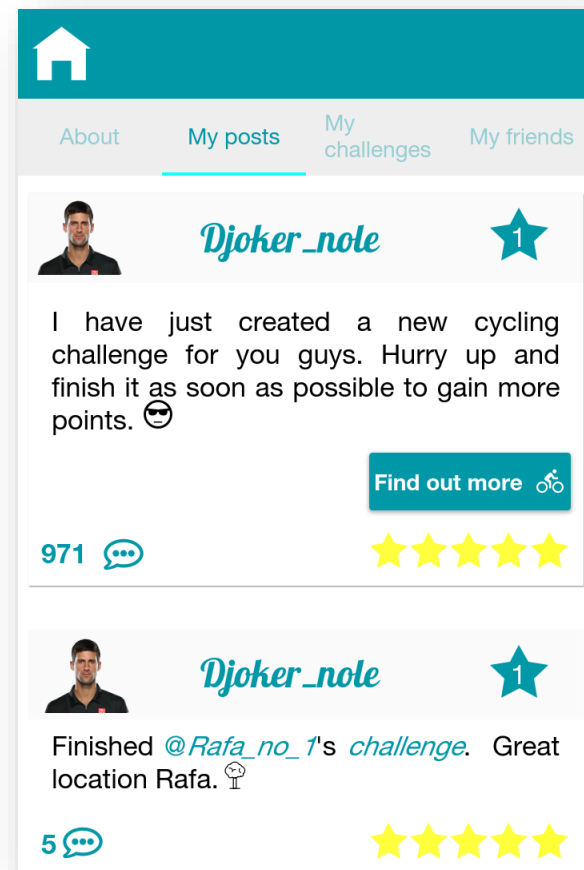 About
My posts
My
challenges
My friends
Djoker_nole
1
I have just created a new cycling
challenge for you guys. Hurry up and
finish it as soon as possible to gain more
points.
Find out more
971
Djoker_nole
1
Finished @Rafa_no_1's challenge. Great
location Rafa.
5